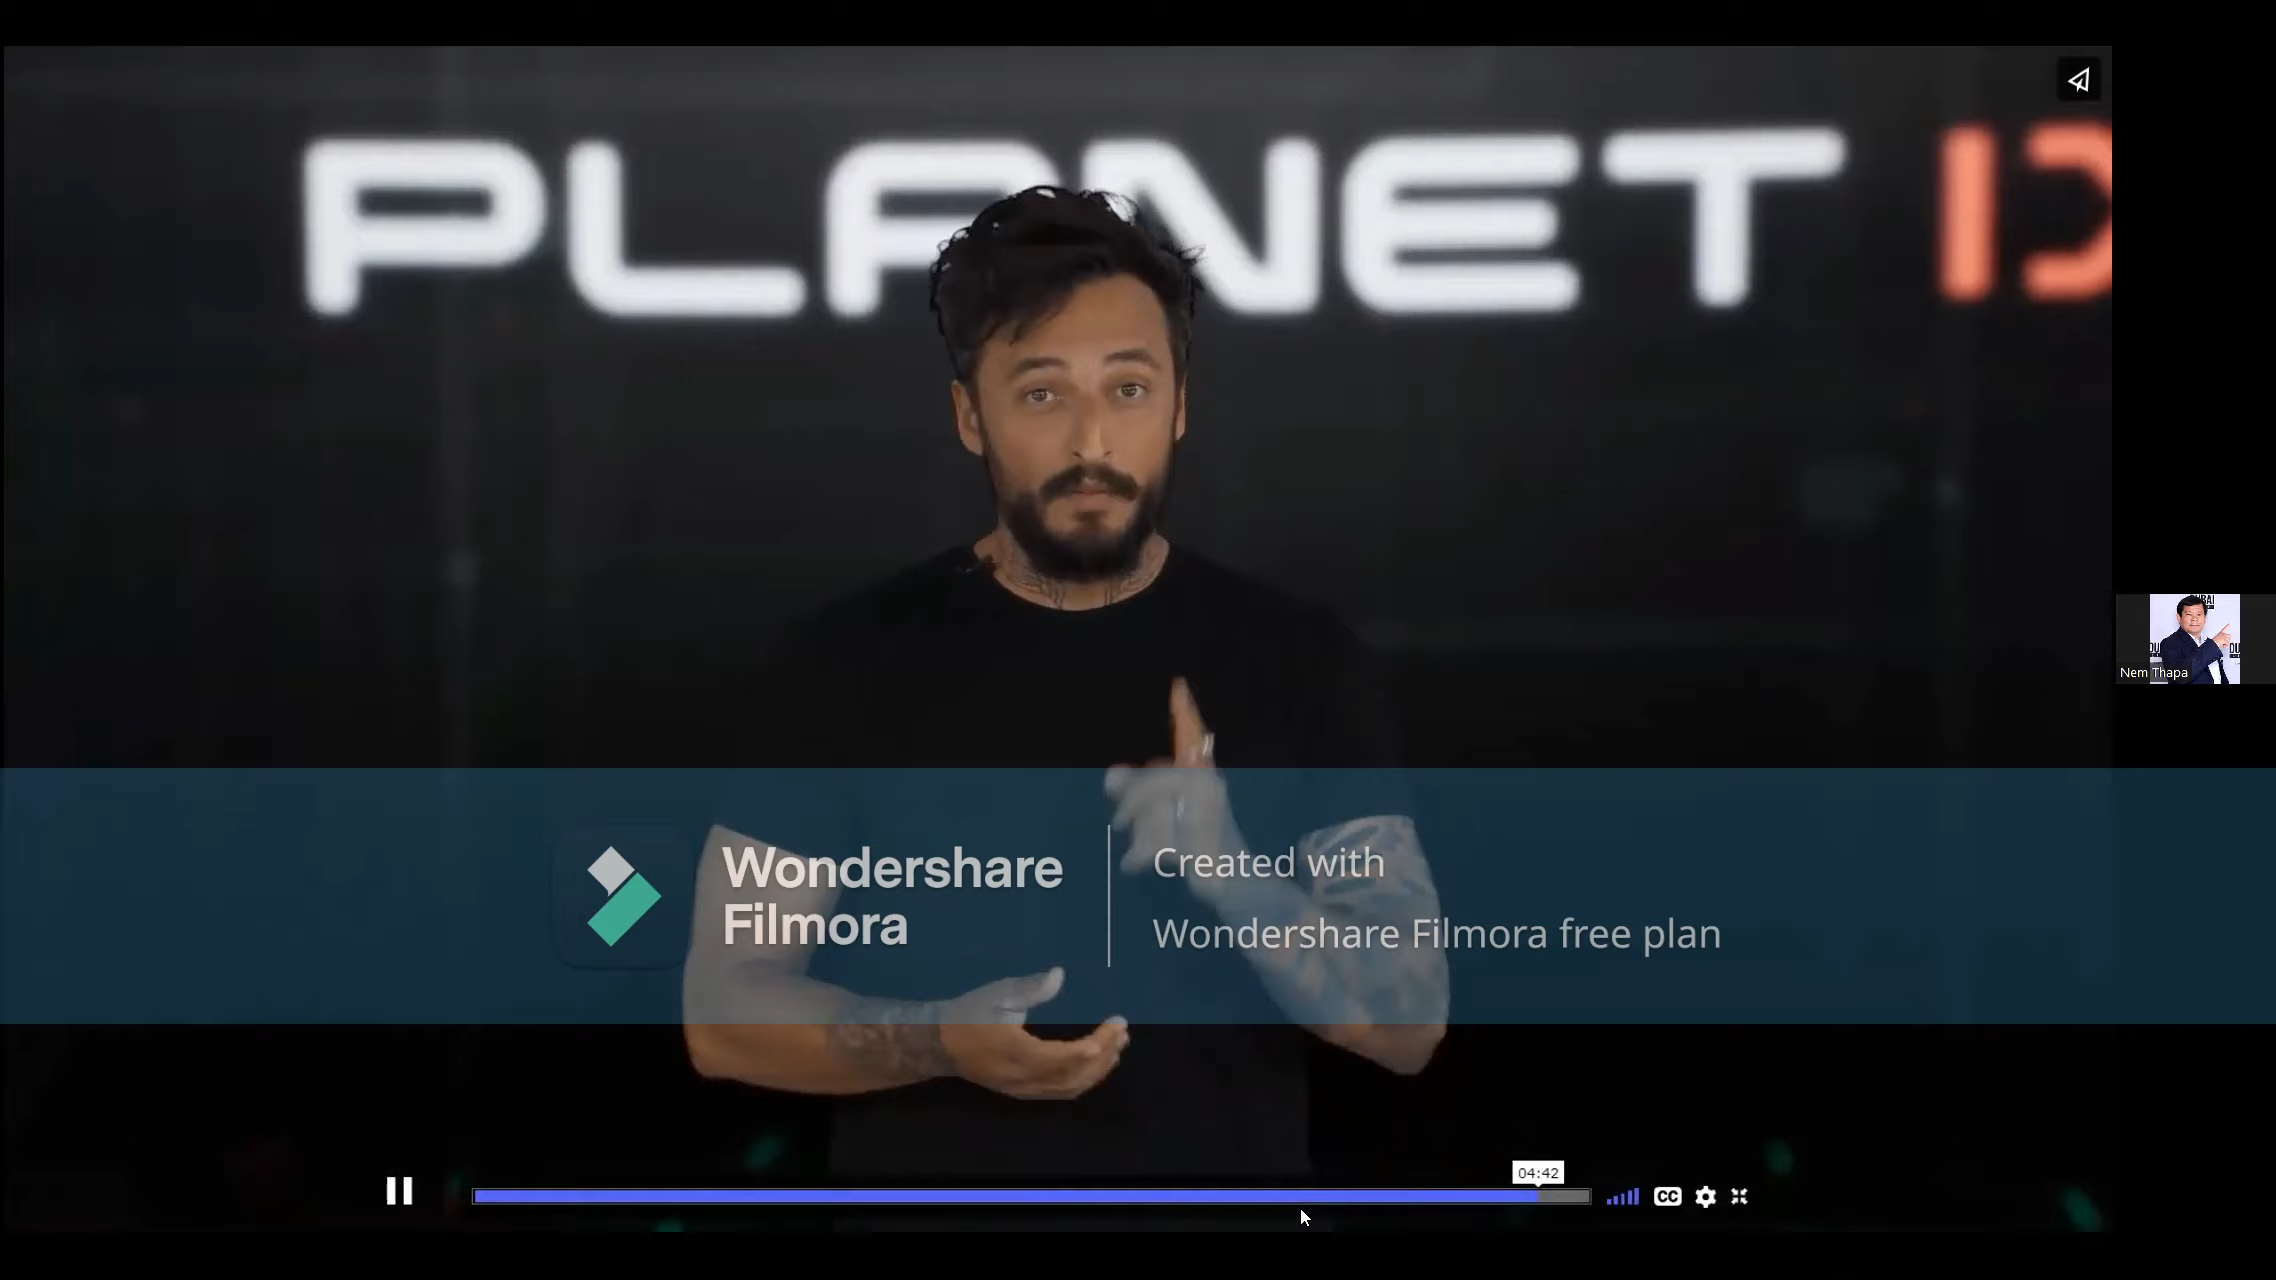 PLANET
Nem Thapa
Wondershare
Filmora
Created with
Wondershare Filmora free plan
04:42
CC